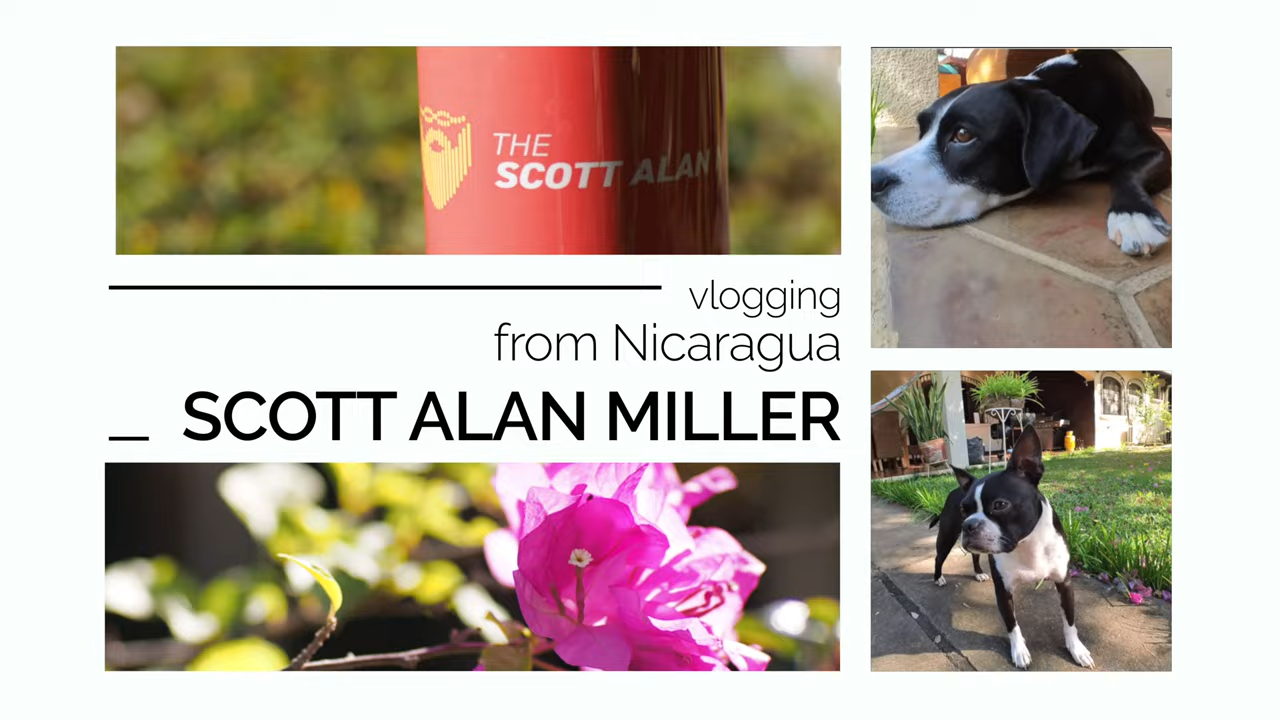 THE
SCOTT ALAN
vlogging
from Nicaragua
_ SCOTT ALAN MILLER